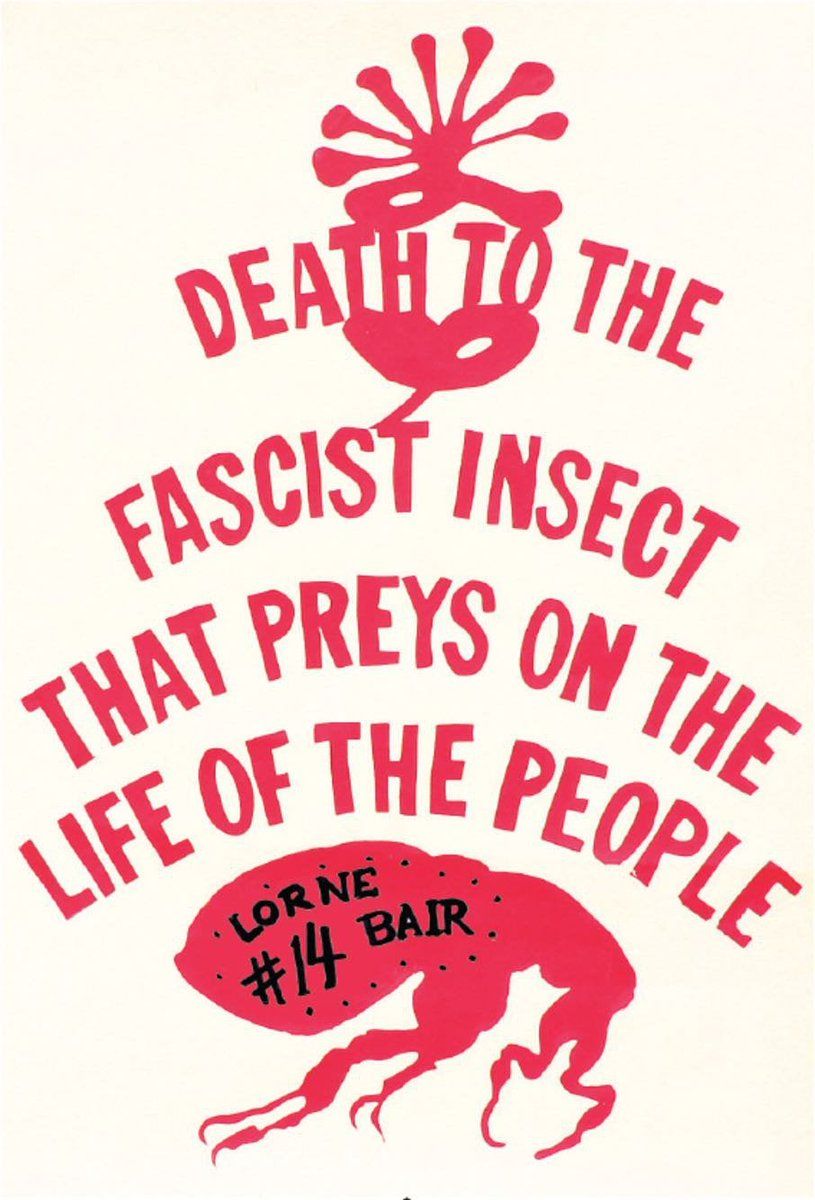 DEATH TO THE
FASCIST INSECT
THAT PREYS ON THE
LIFE OF THE PEOPLE
LORNE
#14 BAIR